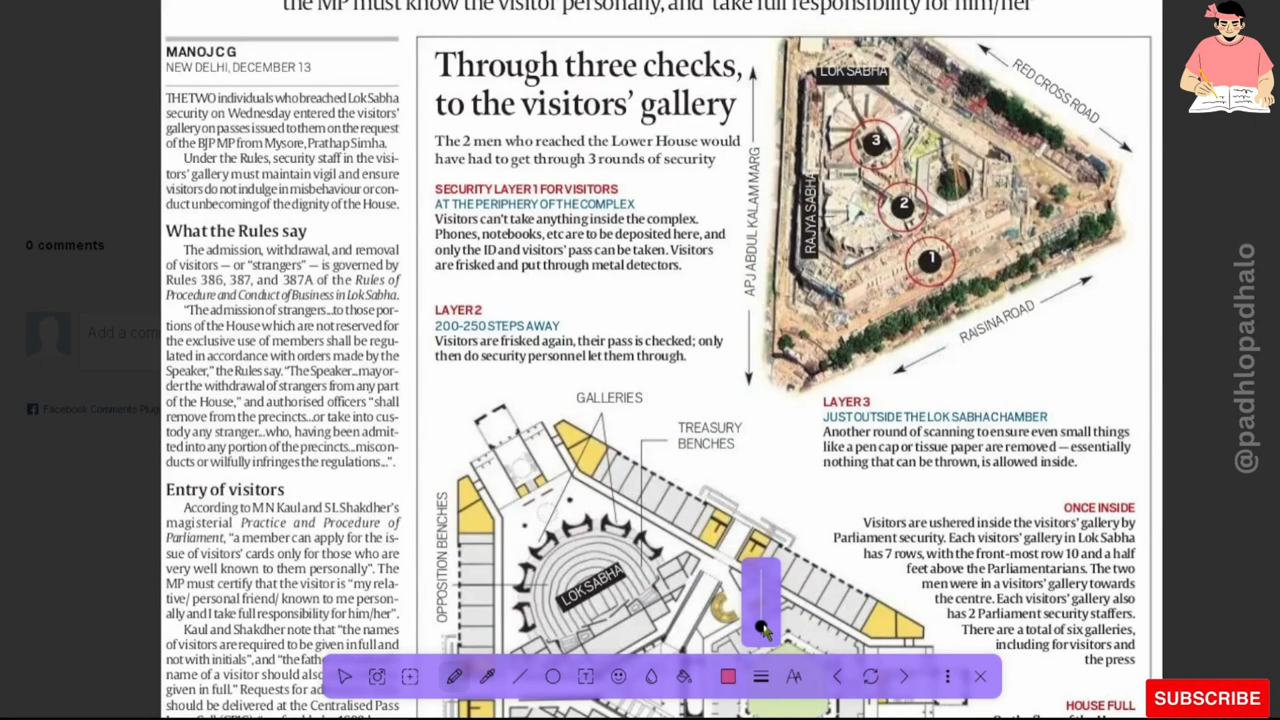 the MP must know the visitor personally, and 'take full responsibility for him/her'
MANOJ C G
NEW DELHI, DECEMBER 13
THE TWO individuals who breached Lok Sabha
security on Wednesday entered the visitors'
gallery on passes issued to them on the request
of the BJP MP from Mysore, Prathap Simha.
Under the Rules, security staff in the visi-
tors' gallery must maintain vigil and ensure
visitors do not indulge in misbehaviour or con-
duct unbecoming of the dignity of the House.
What the Rules say
The admission, withdrawal, and removal
of visitors — or "strangers" — is governed by
Rules 386, 387, and 387A of the Rules of
Procedure and Conduct of Business in Lok Sabha.
"The admission of strangers...to those por-
tions of the House which are not reserved for
the exclusive use of members shall be regu-
lated in accordance with orders made by the
Speaker," the Rules say. "The Speaker...may or-
der the withdrawal of strangers from any part
of the House," and authorised officers "shall
remove from the precincts...or take into cus-
tody any stranger...who, having been admit-
ted into any portion of the precincts...miscon-
ducts or wilfully infringes the regulations...".
Entry of visitors
According to M N Kaul and S L Shakdher's
magisterial Practice and Procedure of
Parliament, "a member can apply for the is-
sue of visitors' cards only for those who are
very well known to them personally". The
MP must certify that the visitor is "my rela-
tive/ personal friend/ known to me person-
ally and I take full responsibility for him/her".
Kaul and Shakdher note that "the names
of visitors are required to be given in full and
not with initials", and "the fath
name of a visitor should also
given in full." Requests for ad
should be delivered at the Centralised Pass
Through three checks,
to the visitors' gallery
The 2 men who reached the Lower House would
have had to get through 3 rounds of security
SECURITY LAYER 1 FOR VISITORS
AT THE PERIPHERY OF THE COMPLEX
Visitors can't take anything inside the complex.
Phones, notebooks, etc are to be deposited here, and
only the ID and visitors' pass can be taken. Visitors
are frisked and put through metal detectors.
LAYER 2
200-250 STEPS AWAY
Visitors are frisked again, their pass is checked; only
then do security personnel let them through.
LOK SABHA
RAJYA SABHA
3
2
1
RED CROSS ROAD
APJ ABDUL KALAM MARG
RAISINA ROAD
LAYER 3
JUST OUTSIDE THE LOK SABHA CHAMBER
Another round of scanning to ensure even small things
like a pen cap or tissue paper are removed — essentially
nothing that can be thrown, is allowed inside.
GALLERIES
TREASURY
BENCHES
OPPOSITION BENCHES
LOK SABHA
ONCE INSIDE
Visitors are ushered inside the visitors' gallery by
Parliament security. Each visitors' gallery in Lok Sabha
has 7 rows, with the front-most row 10 and a half
feet above the Parliamentarians. The two
men were in a visitors' gallery towards
the centre. Each visitors' gallery also
has 2 Parliament security staffers.
There are a total of six galleries,
including for visitors and
the press
HOUSE FULL
0 comments
Add a com
Facebook Comments Plug
@padhlopadhalo
SUBSCRIBE